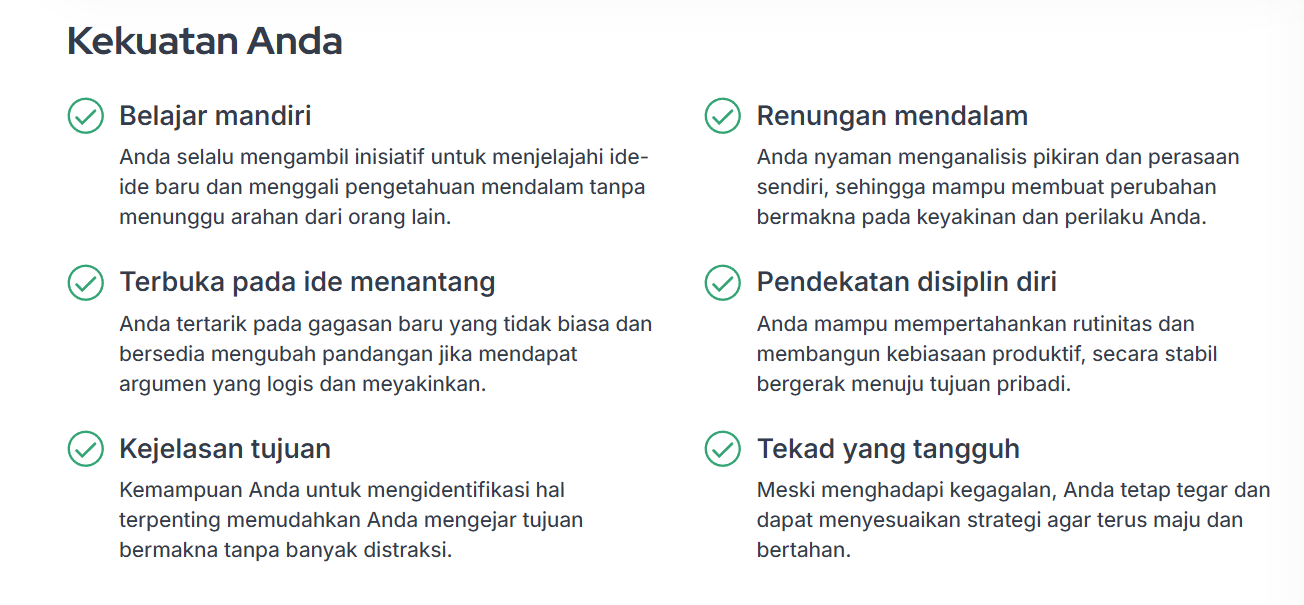 Kekuatan Anda
Belajar mandiri
Anda selalu mengambil inisiatif untuk menjelajahi ide-
ide baru dan menggali pengetahuan mendalam tanpa
menunggu arahan dari orang lain.
Renungan mendalam
Anda nyaman menganalisis pikiran dan perasaan
sendiri, sehingga mampu membuat perubahan
bermakna pada keyakinan dan perilaku Anda.
Terbuka pada ide menantang
Anda tertarik pada gagasan baru yang tidak biasa dan
bersedia mengubah pandangan jika mendapat
argumen yang logis dan meyakinkan.
Pendekatan disiplin diri
Anda mampu mempertahankan rutinitas dan
membangun kebiasaan produktif, secara stabil
bergerak menuju tujuan pribadi.
Kejelasan tujuan
Kemampuan Anda untuk mengidentifikasi hal
terpenting memudahkan Anda mengejar tujuan
bermakna tanpa banyak distraksi.
Tekad yang tangguh
Meski menghadapi kegagalan, Anda tetap tegar dan
dapat menyesuaikan strategi agar terus maju dan
bertahan.